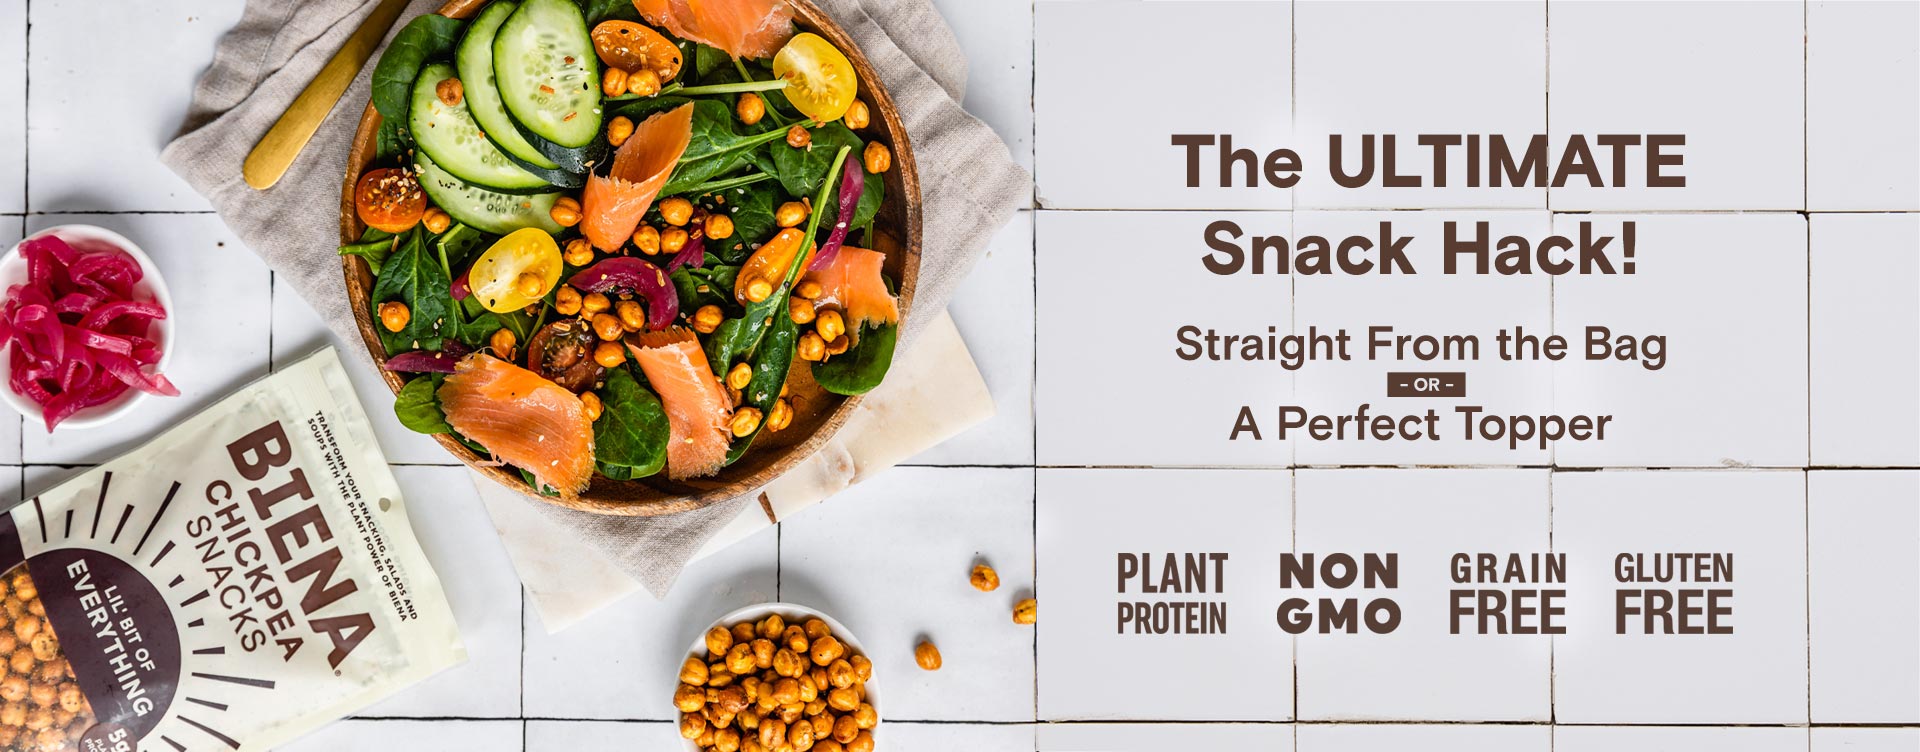 The ULTIMATE
Snack Hack!
Straight From the Bag
- OR -
A Perfect Topper
PLANT
PROTEIN
NON
GMO
GRAIN
FREE
GLUTEN
FREE
TRANSFORM YOUR SNACKING, SALADS AND
SOUPS WITH THE PLANT POWER OF BIENA
BIENA®
CHICKPEA
SNACKS
LIL' BIT OF
EVERYTHING
5g